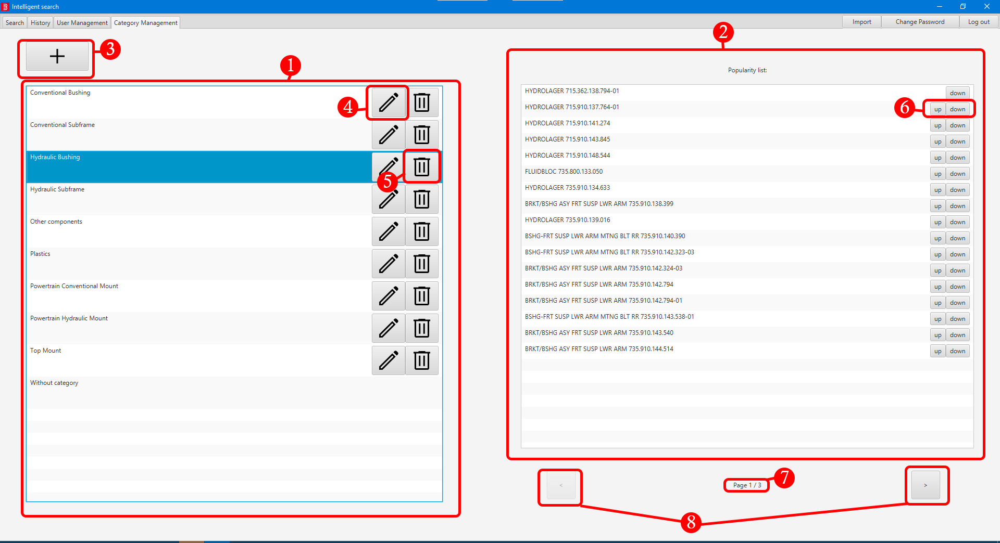 Intelligent search
Search History User Management Category Management Import Change Password Log out
3
2
1
Conventional Bushing
4
Conventional Subframe
Hydraulic Bushing
5
Hydraulic Subframe
Other components
Plastics
Powertrain Conventional Mount
Powertrain Hydraulic Mount
Top Mount
Without category
Popularity list:
HYDROLAGER 715.362.138.794-01 down
HYDROLAGER 715.910.137.764-01 6 up down
HYDROLAGER 715.910.141.274 up down
HYDROLAGER 715.910.143.845 up down
HYDROLAGER 715.910.148.544 up down
FLUIDBLOC 735.800.133.050 up down
HYDROLAGER 735.910.134.633 up down
BRKT/BSHG ASY FRT SUSP LWR ARM 735.910.138.399 up down
HYDROLAGER 735.910.139.016 up down
BSHG-FRT SUSP LWR ARM MTNG BLT RR 735.910.140.390 up down
BSHG-FRT SUSP LWR ARM MTNG BLT RR 735.910.142.323-03 up down
BRKT/BSHG ASY FRT SUSP LWR ARM 735.910.142.324-03 up down
BRKT/BSHG ASY FRT SUSP LWR ARM 735.910.142.794 up down
BRKT/BSHG ASY FRT SUSP LWR ARM 735.910.142.794-01 up down
BSHG-FRT SUSP LWR ARM MTNG BLT RR 735.910.143.538-01 up down
BRKT/BSHG ASY FRT SUSP LWR ARM 735.910.143.540 up down
BRKT/BSHG ASY FRT SUSP LWR ARM 735.910.144.514 up down
7
< Page 1 / 3 >
8